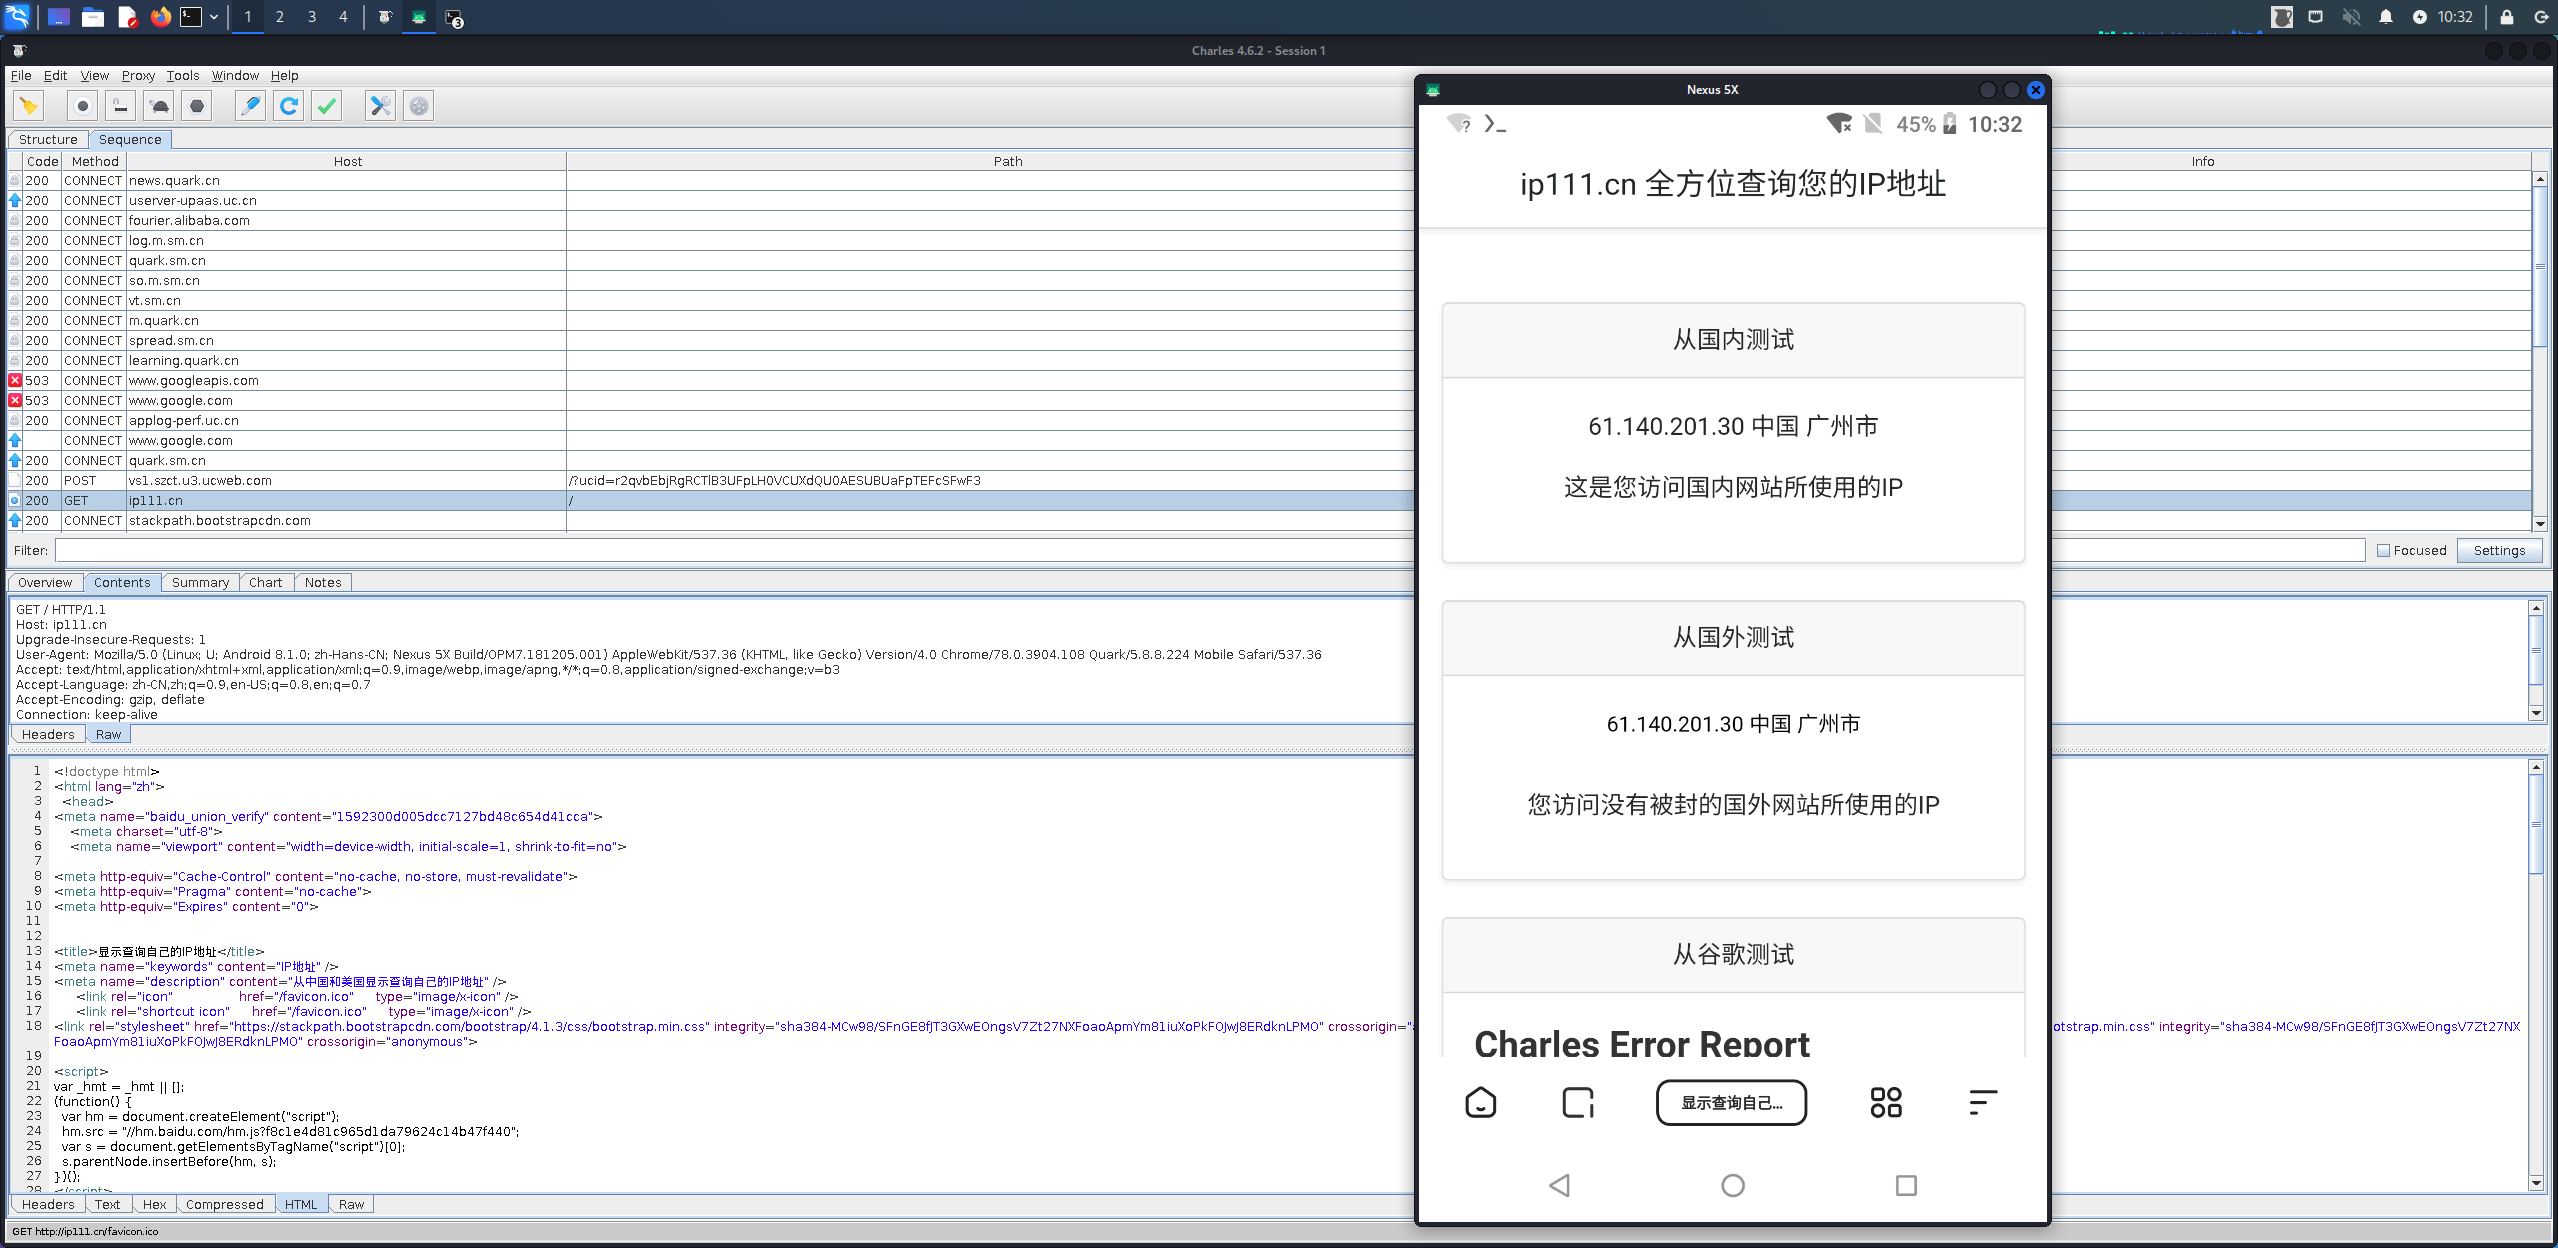 1 2 3 4 3 10:32
Charles 4.6.2 - Session 1
File Edit View Proxy Tools Window Help
Structure Sequence
Code Method Host Path Info
200 CONNECT news.quark.cn
200 CONNECT userver-upaas.uc.cn
200 CONNECT fourier.alibaba.com
200 CONNECT log.m.sm.cn
200 CONNECT quark.sm.cn
200 CONNECT so.m.sm.cn
200 CONNECT vt.sm.cn
200 CONNECT m.quark.cn
200 CONNECT spread.sm.cn
200 CONNECT learning.quark.cn
503 CONNECT www.googleapis.com
503 CONNECT www.google.com
200 CONNECT applog-perf.uc.cn
CONNECT www.google.com
200 CONNECT quark.sm.cn
200 POST vs1.szct.u3.ucweb.com
200 GET ip111.cn /
200 CONNECT stackpath.bootstrapcdn.com
Filter: Focused Settings
Overview Contents Summary Chart Notes
GET / HTTP/1.1
Host: ip111.cn
Upgrade-Insecure-Requests: 1
User-Agent: Mozilla/5.0 (Linux; U; Android 8.1.0; zh-Hans-CN; Nexus 5X Build/OPM7.181205.001) AppleWebKit/537.36 (KHTML, like Gecko) Version/4.0 Chrome/78.0.3904.108 Quark/5.8.8.224 Mobile Safari/537.36
Accept: text/html,application/xhtml+xml,application/xml;q=0.9,image/webp,image/apng,*/*;q=0.8,application/signed-exchange;v=b3
Accept-Language: zh-CN,zh;q=0.9,en-US;q=0.8,en;q=0.7
Accept-Encoding: gzip, deflate
Connection: keep-alive
Headers Raw
1 <!doctype html>
2 <html lang="zh">
3 <head>
4 <meta name="baidu_union_verify" content="1592300d005dcc7127bd48c654d41cca">
5 <meta charset="utf-8">
6 <meta name="viewport" content="width=device-width, initial-scale=1, shrink-to-fit=no">
7
8 <meta http-equiv="Cache-Control" content="no-cache, no-store, must-revalidate">
9 <meta http-equiv="Pragma" content="no-cache">
10 <meta http-equiv="Expires" content="0">
11
12
13 <title>显示查询自己的IP地址</title>
14 <meta name="keywords" content="IP地址" />
15 <meta name="description" content="从中国和美国显示查询自己的IP地址" />
16 <link rel="icon" href="/favicon.ico" type="image/x-icon" />
17 <link rel="shortcut icon" href="/favicon.ico" type="image/x-icon" />
18 <link rel="stylesheet" href="https://stackpath.bootstrapcdn.com/bootstrap/4.1.3/css/bootstrap.min.css" crossorigin="anonymous">
19
20 <script>
21 var _hmt = _hmt || [];
22 (function() {
23 var hm = document.createElement("script");
24 hm.src = "//hm.baidu.com/hm.js?f8c1e4d81c965d1da79624c14b47f440";
25 var s = document.getElementsByTagName("script")[0];
26 s.parentNode.insertBefore(hm, s);
27 })();
28 </script>
Headers Text Hex Compressed HTML Raw
GET http://ip111.cn/favicon.ico
Nexus 5X
45% 10:32
ip111.cn 全方位查询您的IP地址
从国内测试
61.140.201.30 中国 广州市
这是您访问国内网站所使用的IP
从国外测试
61.140.201.30 中国 广州市
您访问没有被封的国外网站所使用的IP
从谷歌测试
Charles Error Report
显示查询自己...